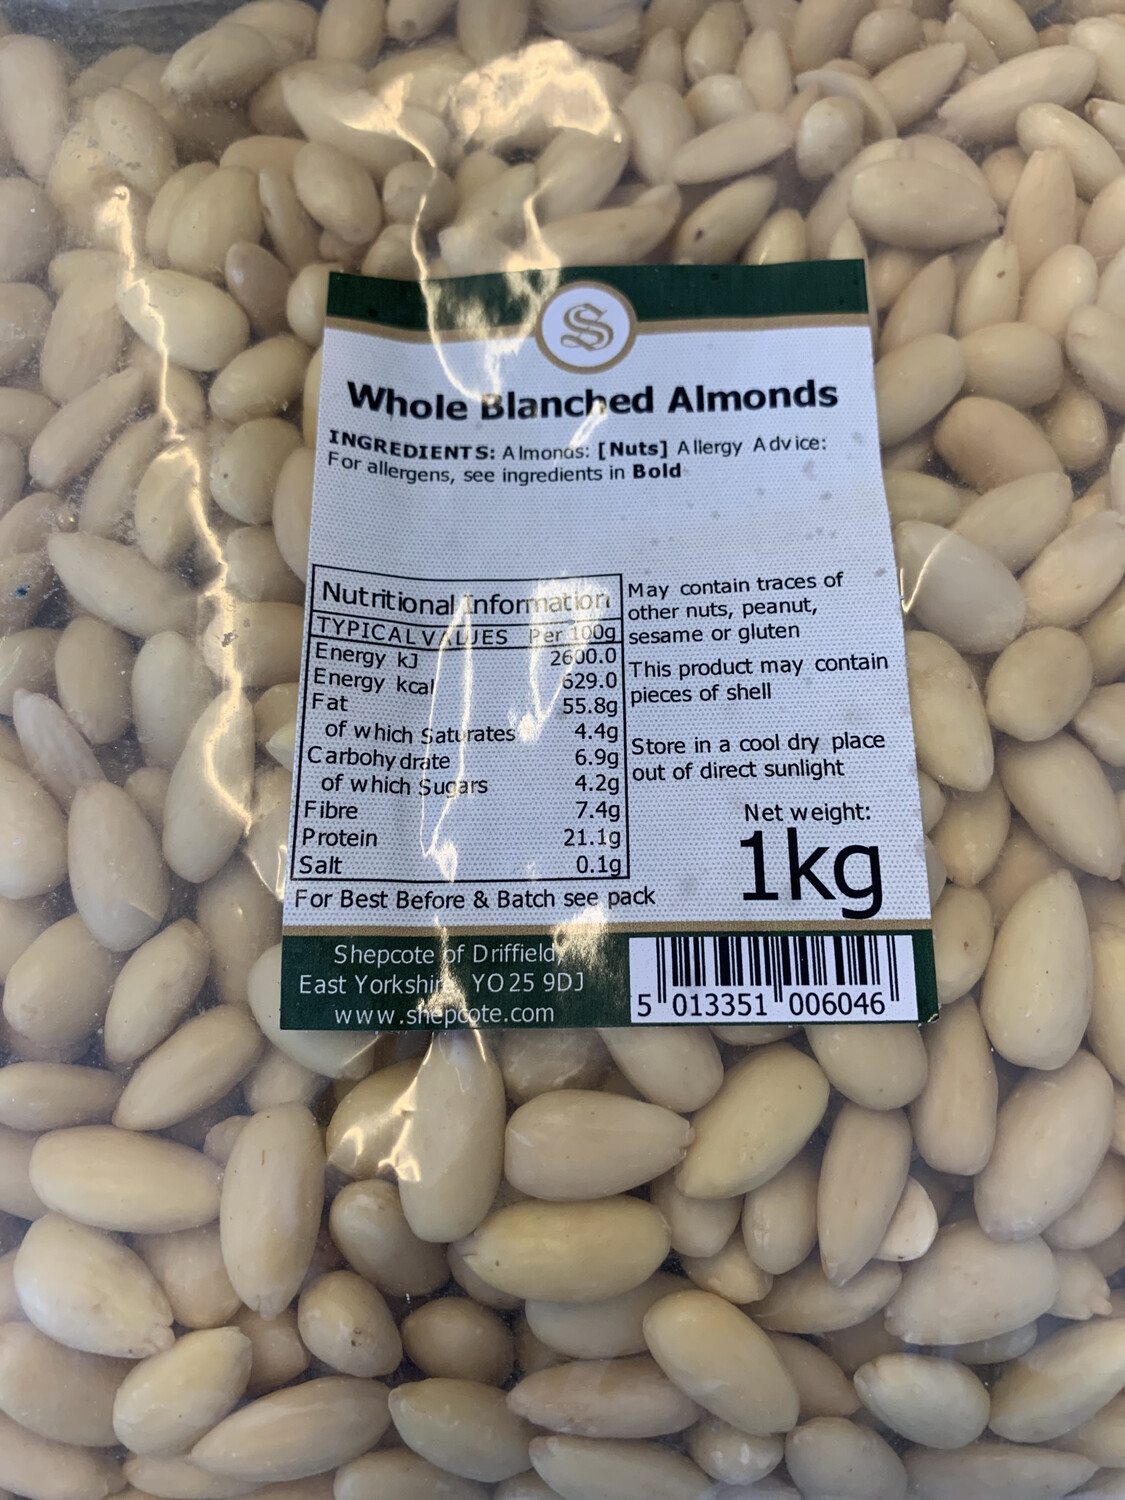 S
Whole Blanched Almonds
INGREDIENTS: Almonds: [Nuts] Allergy Advice:
For allergens, see ingredients in Bold
Nutritional Information
TYPICAL VALUES Per 100g
Energy kJ 2600.0
Energy kcal 629.0
Fat 55.8g
of which Saturates 4.4g
Carbohydrate 6.9g
of which Sugars 4.2g
Fibre 7.4g
Protein 21.1g
Salt 0.1g
For Best Before & Batch see pack
May contain traces of
other nuts, peanut,
sesame or gluten
This product may contain
pieces of shell
Store in a cool dry place
out of direct sunlight
Net weight:
1kg
Shepcote of Driffield,
East Yorkshire, YO25 9DJ
www.shepcote.com
5 013351 006046